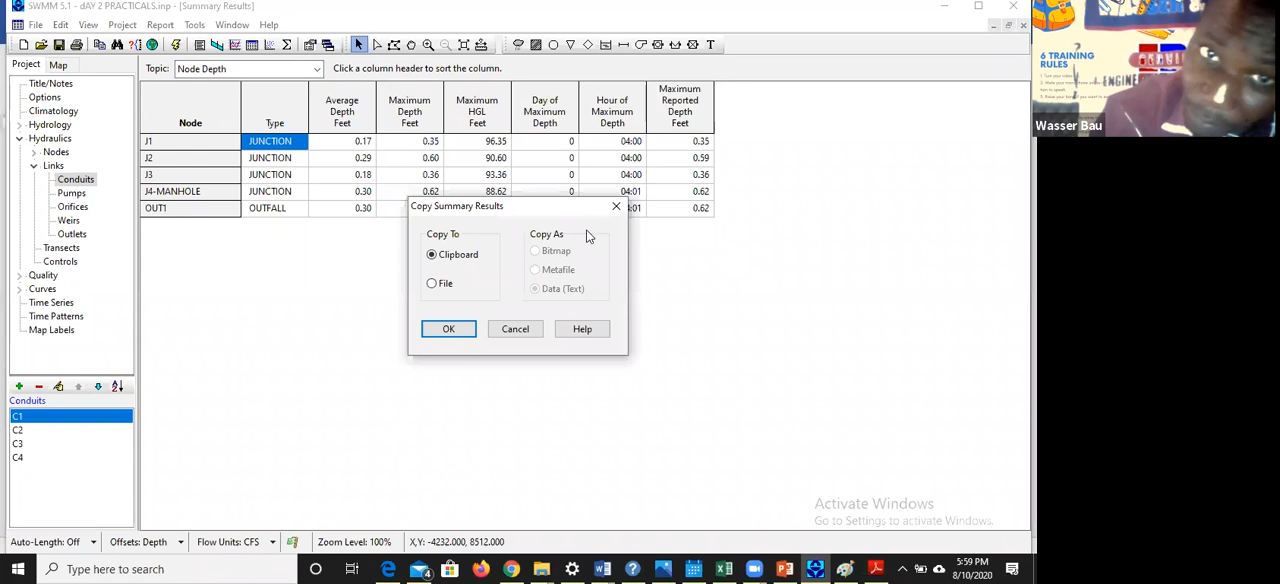 SWMM 5.1 - dAY 2 PRACTICALS.inp - [Summary Results]
File Edit View Project Report Tools Window Help
Project Map
Title/Notes
Options
Climatology
Hydrology
Hydraulics
Nodes
Links
Conduits
Pumps
Orifices
Weirs
Outlets
Transects
Controls
Quality
Curves
Time Series
Time Patterns
Map Labels
Conduits
C1
C2
C3
C4
Topic: Node Depth Click a column header to sort the column.
Node Type Average Depth Feet Maximum Depth Feet Maximum HGL Feet Day of Maximum Depth Hour of Maximum Depth Maximum Reported Depth Feet
J1 JUNCTION 0.17 0.35 96.35 0 04:00 0.35
J2 JUNCTION 0.29 0.60 90.60 0 04:00 0.59
J3 JUNCTION 0.18 0.36 93.36 0 04:00 0.36
J4-MANHOLE JUNCTION 0.30 0.62 88.62 0 04:01 0.62
OUT1 OUTFALL 0.30 4:01 0.62
Copy Summary Results
Copy To
Clipboard
File
Copy As
Bitmap
Metafile
Data (Text)
OK Cancel Help
Activate Windows
Go to Settings to activate Windows.
Auto-Length: Off Offsets: Depth Flow Units: CFS Zoom Level: 100% X,Y: -4232.000, 8512.000
Type here to search
4
5:59 PM
8/10/2020
6 TRAINING
RULES
ENGINE
Wasser Bau